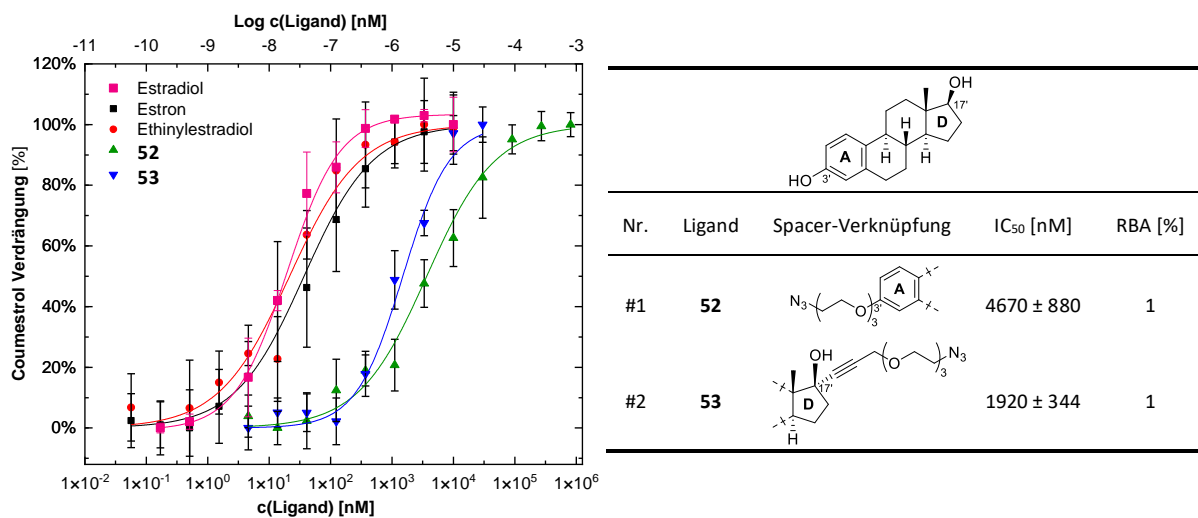 Log c(Ligand) [nM]
-11 -10 -9 -8 -7 -6 -5 -4 -3
120%
100%
80%
60%
40%
20%
0%
Coumestrol Verdrängung [%]
Estradiol
Estron
Ethinylestradiol
52
53
1×10⁻² 1×10⁻¹ 1×10⁰ 1×10¹ 1×10² 1×10³ 1×10⁴ 1×10⁵ 1×10⁶
c(Ligand) [nM]
OH
17'
D
H
H
H
A
HO
3'
Nr. Ligand Spacer-Verknüpfung IC₅₀ [nM] RBA [%]
#1 52 N₃ O 3 3' A 4670 ± 880 1
#2 53 OH 17' D H O 3 N₃ 1920 ± 344 1